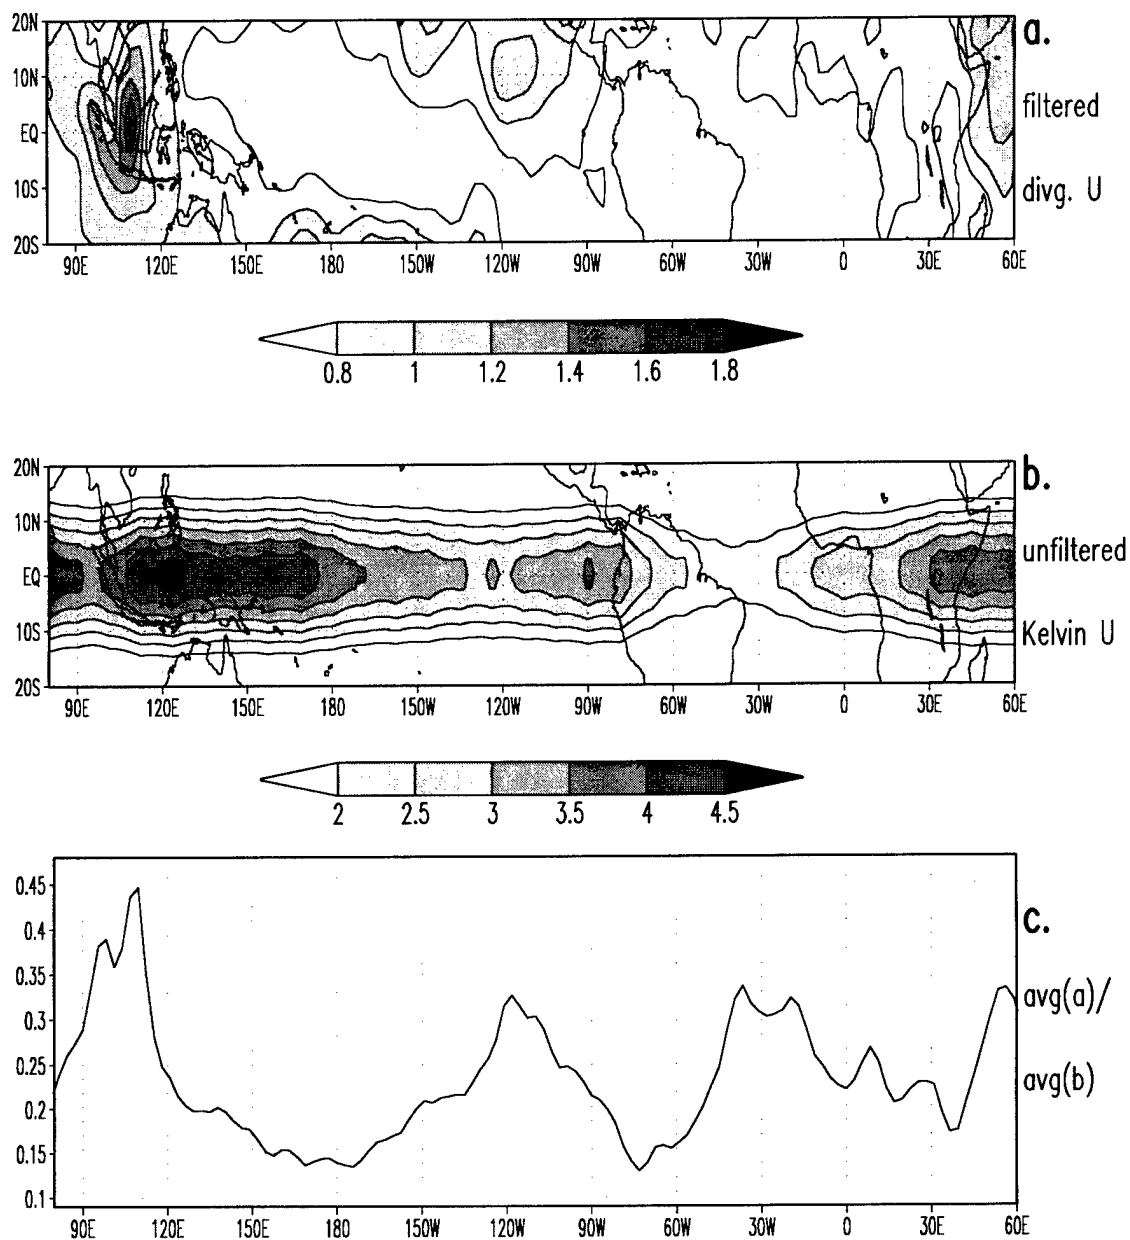 20N
10N
EQ
10S
20S
90E 120E 150E 180 150W 120W 90W 60W 30W 0 30E 60E
a.
filtered
divg. U
0.8 1 1.2 1.4 1.6 1.8
20N
10N
EQ
10S
20S
90E 120E 150E 180 150W 120W 90W 60W 30W 0 30E 60E
b.
unfiltered
Kelvin U
2 2.5 3 3.5 4 4.5
0.45
0.4
0.35
0.3
0.25
0.2
0.15
0.1
90E 120E 150E 180 150W 120W 90W 60W 30W 0 30E 60E
c.
avg(a)/
avg(b)